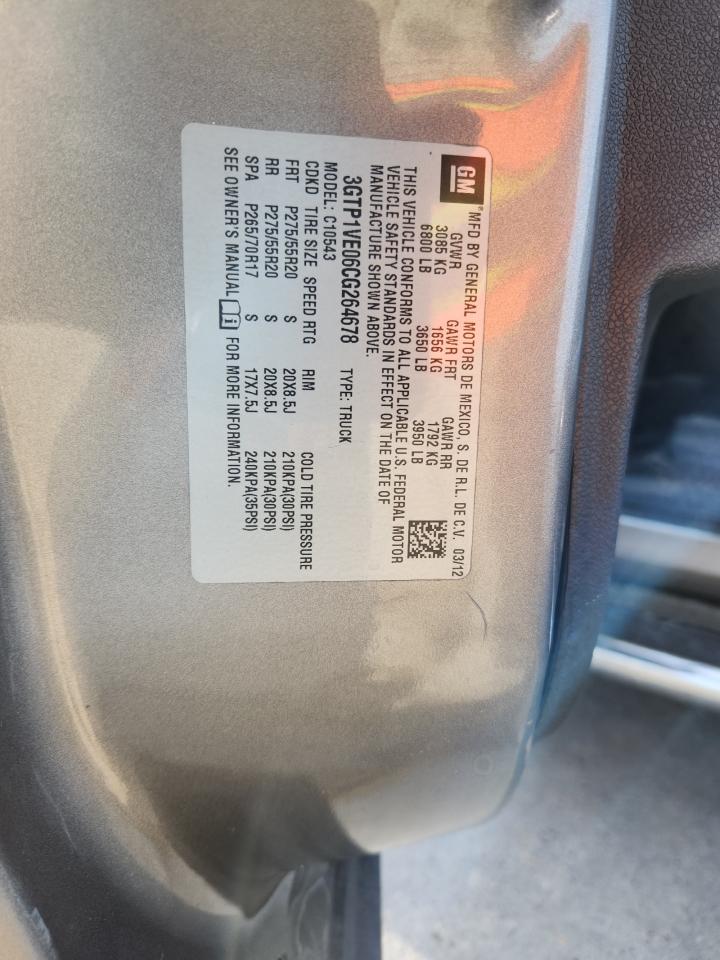 GM
® MFD BY GENERAL MOTORS DE MEXICO, S. DE R.L. DE C.V. 03/12
GVWR GAWR FRT GAWR RR
3085 KG 1656 KG 1792 KG
6800 LB 3650 LB 3950 LB
THIS VEHICLE CONFORMS TO ALL APPLICABLE U.S. FEDERAL MOTOR
VEHICLE SAFETY STANDARDS IN EFFECT ON THE DATE OF
MANUFACTURE SHOWN ABOVE.
3GTP1VE06CG264678 TYPE: TRUCK
MODEL: C10543
CDKD TIRE SIZE SPEED RTG RIM COLD TIRE PRESSURE
FRT P275/55R20 S 20X8.5J 210KPA(30PSI)
RR P275/55R20 S 20X8.5J 210KPA(30PSI)
SPA P265/70R17 S 17X7.5J 240KPA(35PSI)
SEE OWNER'S MANUAL FOR MORE INFORMATION.